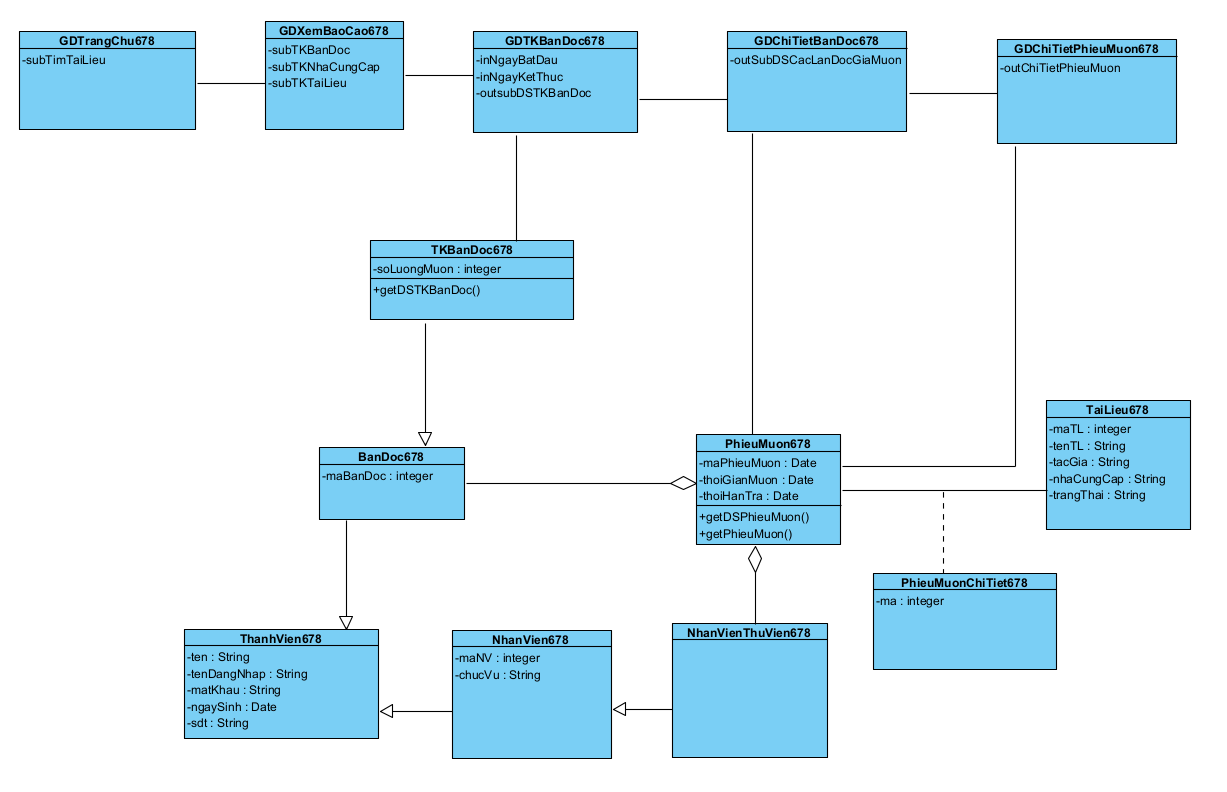 GDTrangChu678
-subTimTaiLieu
GDXemBaoCao678
-subTKBanDoc
-subTKNhaCungCap
-subTKTaiLieu
GDTKBanDoc678
-inNgayBatDau
-inNgayKetThuc
-outsubDSTKBanDoc
GDChiTietBanDoc678
-outSubDSCacLanDocGiaMuon
GDChiTietPhieuMuon678
-outChiTietPhieuMuon
TKBanDoc678
-soLuongMuon : integer
+getDSTKBanDoc()
BanDoc678
-maBanDoc : integer
PhieuMuon678
-maPhieuMuon : Date
-thoiGianMuon : Date
-thoiHanTra : Date
+getDSPhieuMuon()
+getPhieuMuon()
TaiLieu678
-maTL : integer
-tenTL : String
-tacGia : String
-nhaCungCap : String
-trangThai : String
PhieuMuonChiTiet678
-ma : integer
ThanhVien678
-ten : String
-tenDangNhap : String
-matKhau : String
-ngaySinh : Date
-sdt : String
NhanVien678
-maNV : integer
-chucVu : String
NhanVienThuVien678